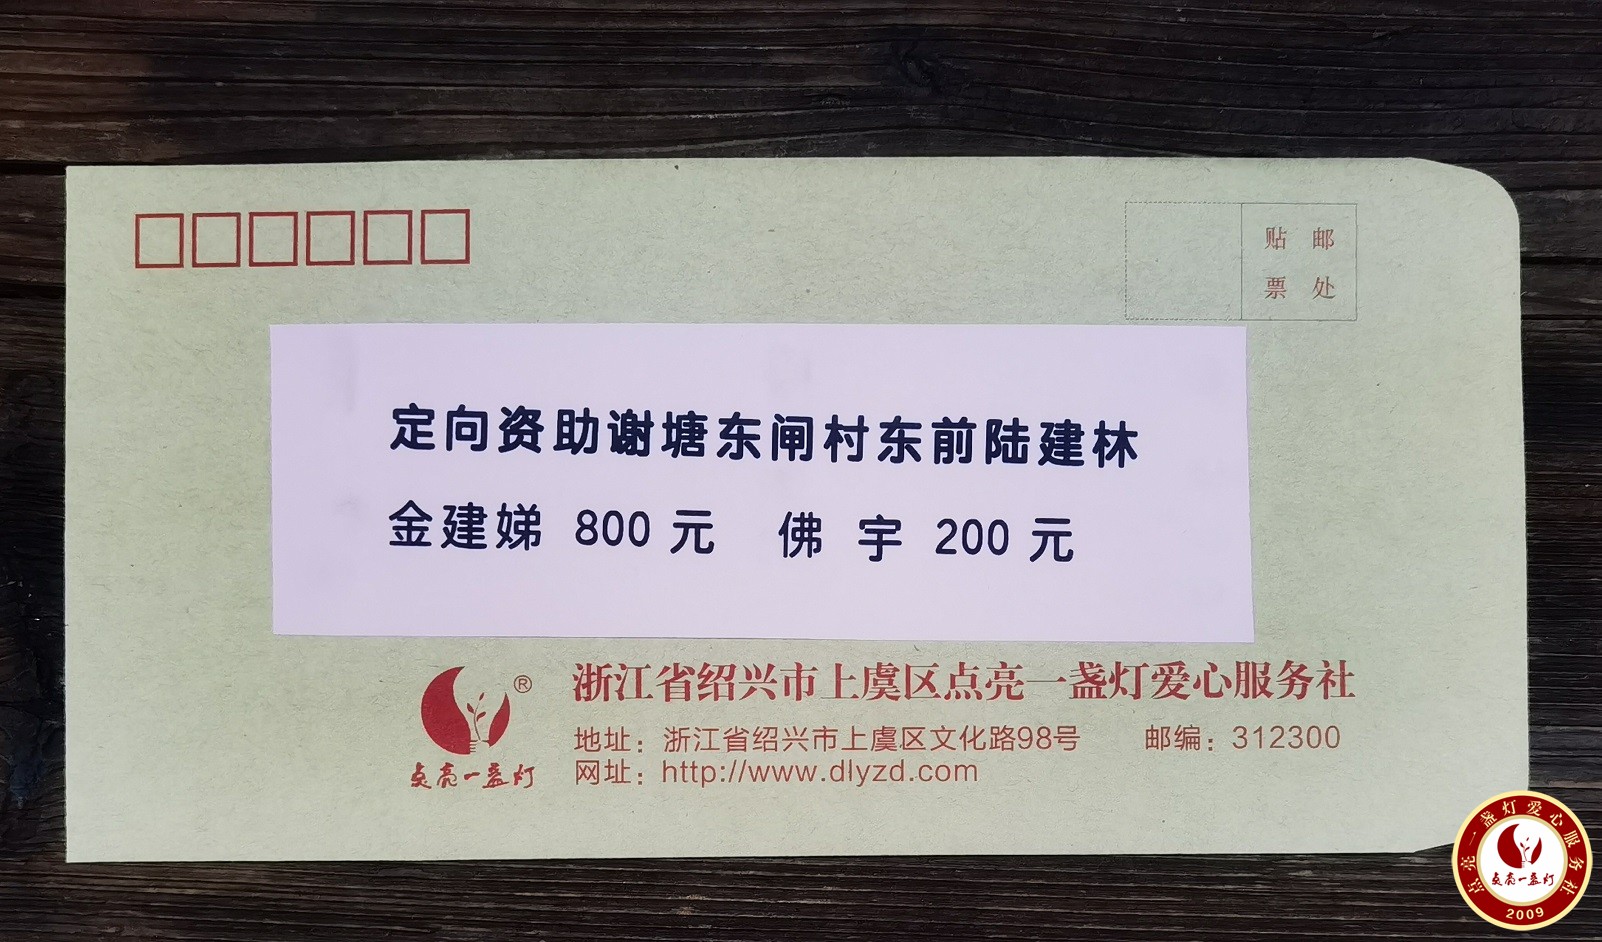 贴 邮
票 处
定向资助谢塘东闸村东前陆建林
金建娣 800 元 佛 宇 200 元
®
浙江省绍兴市上虞区点亮一盏灯爱心服务社
地址：浙江省绍兴市上虞区文化路98号 邮编：312300
网址：http://www.dlyzd.com
点亮一盏灯
点亮一盏灯爱心服务社
点亮一盏灯
2009